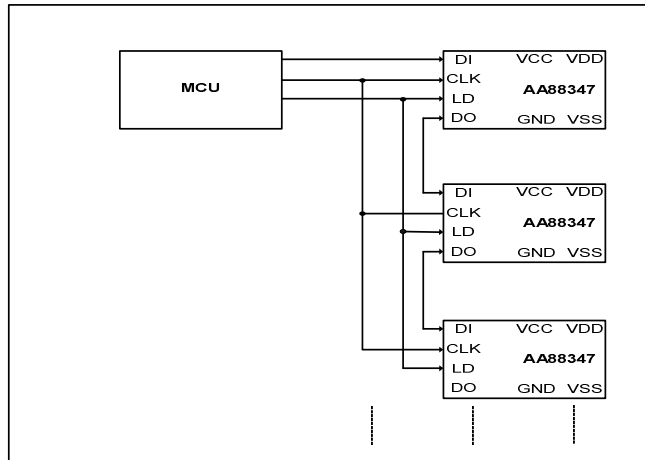 MCU
DI VCC VDD
CLK
AA88347
LD
DO GND VSS
DI VCC VDD
CLK
AA88347
LD
DO GND VSS
DI VCC VDD
CLK
AA88347
LD
DO GND VSS